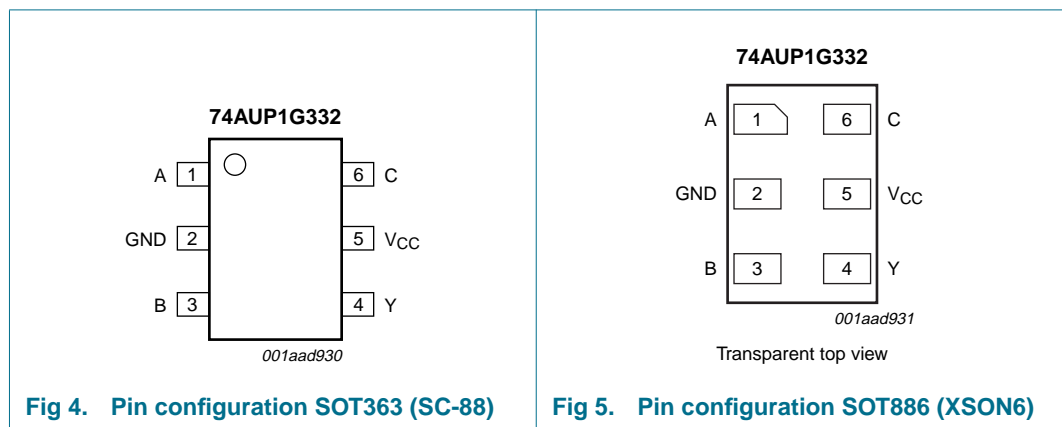 74AUP1G332
A 1 6 C
GND 2 5 VCC
B 3 4 Y
001aad930
Fig 4. Pin configuration SOT363 (SC-88)
74AUP1G332
A 1 6 C
GND 2 5 VCC
B 3 4 Y
001aad931
Transparent top view
Fig 5. Pin configuration SOT886 (XSON6)